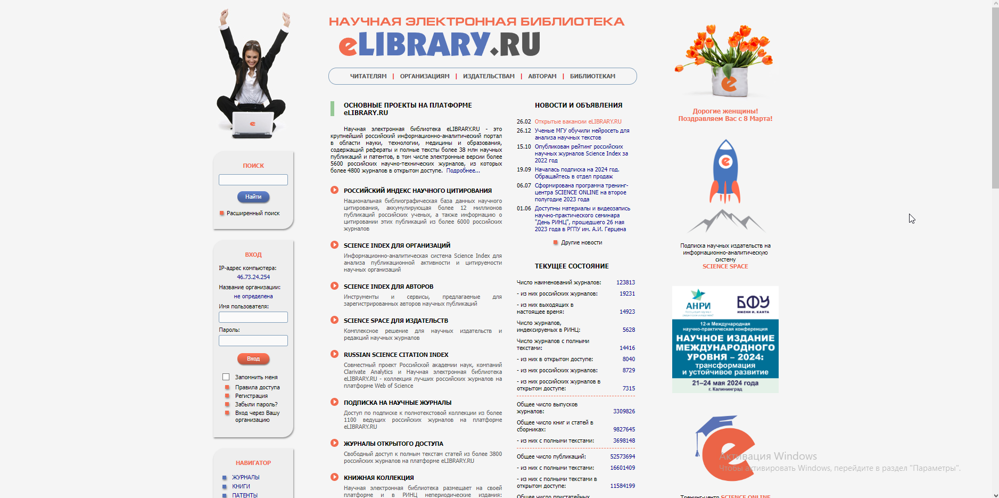 НАУЧНАЯ ЭЛЕКТРОННАЯ БИБЛИОТЕКА
eLIBRARY.RU
ЧИТАТЕЛЯМ | ОРГАНИЗАЦИЯМ | ИЗДАТЕЛЬСТВАМ | АВТОРАМ | БИБЛИОТЕКАМ
ПОИСК
Найти
Расширенный поиск
ВХОД
IP-адрес компьютера:
46.73.24.254
Название организации:
не определена
Имя пользователя:
Пароль:
Вход
Запомнить меня
Правила доступа
Регистрация
Забыли пароль?
Вход через Вашу
организацию
НАВИГАТОР
ЖУРНАЛЫ
КНИГИ
ПАТЕНТЫ
ОСНОВНЫЕ ПРОЕКТЫ НА ПЛАТФОРМЕ
eLIBRARY.RU
Научная электронная библиотека eLIBRARY.RU - это
крупнейший российский информационно-аналитический портал
в области науки, технологии, медицины и образования,
содержащий рефераты и полные тексты более 38 млн научных
публикаций и патентов, в том числе электронные версии более
5600 российских научно-технических журналов, из которых
более 4800 журналов в открытом доступе. Подробнее...
РОССИЙСКИЙ ИНДЕКС НАУЧНОГО ЦИТИРОВАНИЯ
Национальная библиографическая база данных научного
цитирования, аккумулирующая более 12 миллионов
публикаций российских ученых, а также информацию о
цитировании этих публикаций из более 6000 российских
журналов
SCIENCE INDEX ДЛЯ ОРГАНИЗАЦИЙ
Информационно-аналитическая система Science Index для
анализа публикационной активности и цитируемости
научных организаций
SCIENCE INDEX ДЛЯ АВТОРОВ
Инструменты и сервисы, предлагаемые для
зарегистрированных авторов научных публикаций
SCIENCE SPACE ДЛЯ ИЗДАТЕЛЬСТВ
Комплексное решение для научных издательств и
редакций научных журналов
RUSSIAN SCIENCE CITATION INDEX
Совместный проект Российской академии наук, компаний
Clarivate Analytics и Научная электронная библиотека
eLIBRARY.RU - коллекция лучших российских журналов на
платформе Web of Science
ПОДПИСКА НА НАУЧНЫЕ ЖУРНАЛЫ
Доступ по подписке к полнотекстовой коллекции из более
1100 ведущих российских журналов на платформе
eLIBRARY.RU
ЖУРНАЛЫ ОТКРЫТОГО ДОСТУПА
Свободный доступ к полным текстам статей из более 3800
российских журналов на платформе eLIBRARY.RU
КНИЖНАЯ КОЛЛЕКЦИЯ
Научная электронная библиотека размещает на своей
платформе и в РИНЦ непериодические издания:
НОВОСТИ И ОБЪЯВЛЕНИЯ
26.02 Открытые вакансии eLIBRARY.RU
26.12 Ученые МГУ обучили нейросеть для
анализа научных текстов
15.10 Опубликован рейтинг российских
научных журналов Science Index за
2022 год
19.09 Началась подписка на 2024 год.
Обращайтесь в отдел продаж
06.07 Сформирована программа тренинг-
центра SCIENCE ONLINE на второе
полугодие 2023 года
01.06 Доступны материалы и видеозапись
научно-практического семинара
"День РИНЦ", прошедшего 26 мая
2023 года в РГПУ им. А.И. Герцена
Другие новости
ТЕКУЩЕЕ СОСТОЯНИЕ
Число наименований журналов: 123813
- из них российских журналов: 19231
- из них выходящих в
настоящее время: 14923
Число журналов,
индексируемых в РИНЦ: 5628
Число журналов с полными
текстами: 14416
- из них в открытом доступе: 8040
- из них российских журналов: 8729
- из них российских журналов в
открытом доступе: 7315
Общее число выпусков
журналов: 3309826
Общее число книг и статей в
сборниках: 9827645
- из них с полными текстами: 3698148
Общее число публикаций: 52573694
- из них с полными текстами: 16601409
- из них с полными текстами в
открытом доступе: 11584199
Общее число пристатейных
Дорогие женщины!
Поздравляем Вас с 8 Марта!
Подписка научных издательств на
информационно-аналитическую
систему
SCIENCE SPACE
АНРИ
БФУ
ИМЕНИ И. КАНТА
12-я Международная
научно-практическая конференция
НАУЧНОЕ ИЗДАНИЕ
МЕЖДУНАРОДНОГО
УРОВНЯ – 2024:
трансформация
и устойчивое развитие
21–24 мая 2024 года
г. Калининград
Активация Windows
Чтобы активировать Windows, перейдите в раздел "Параметры".
Тренинг-центр SCIENCE ONLINE